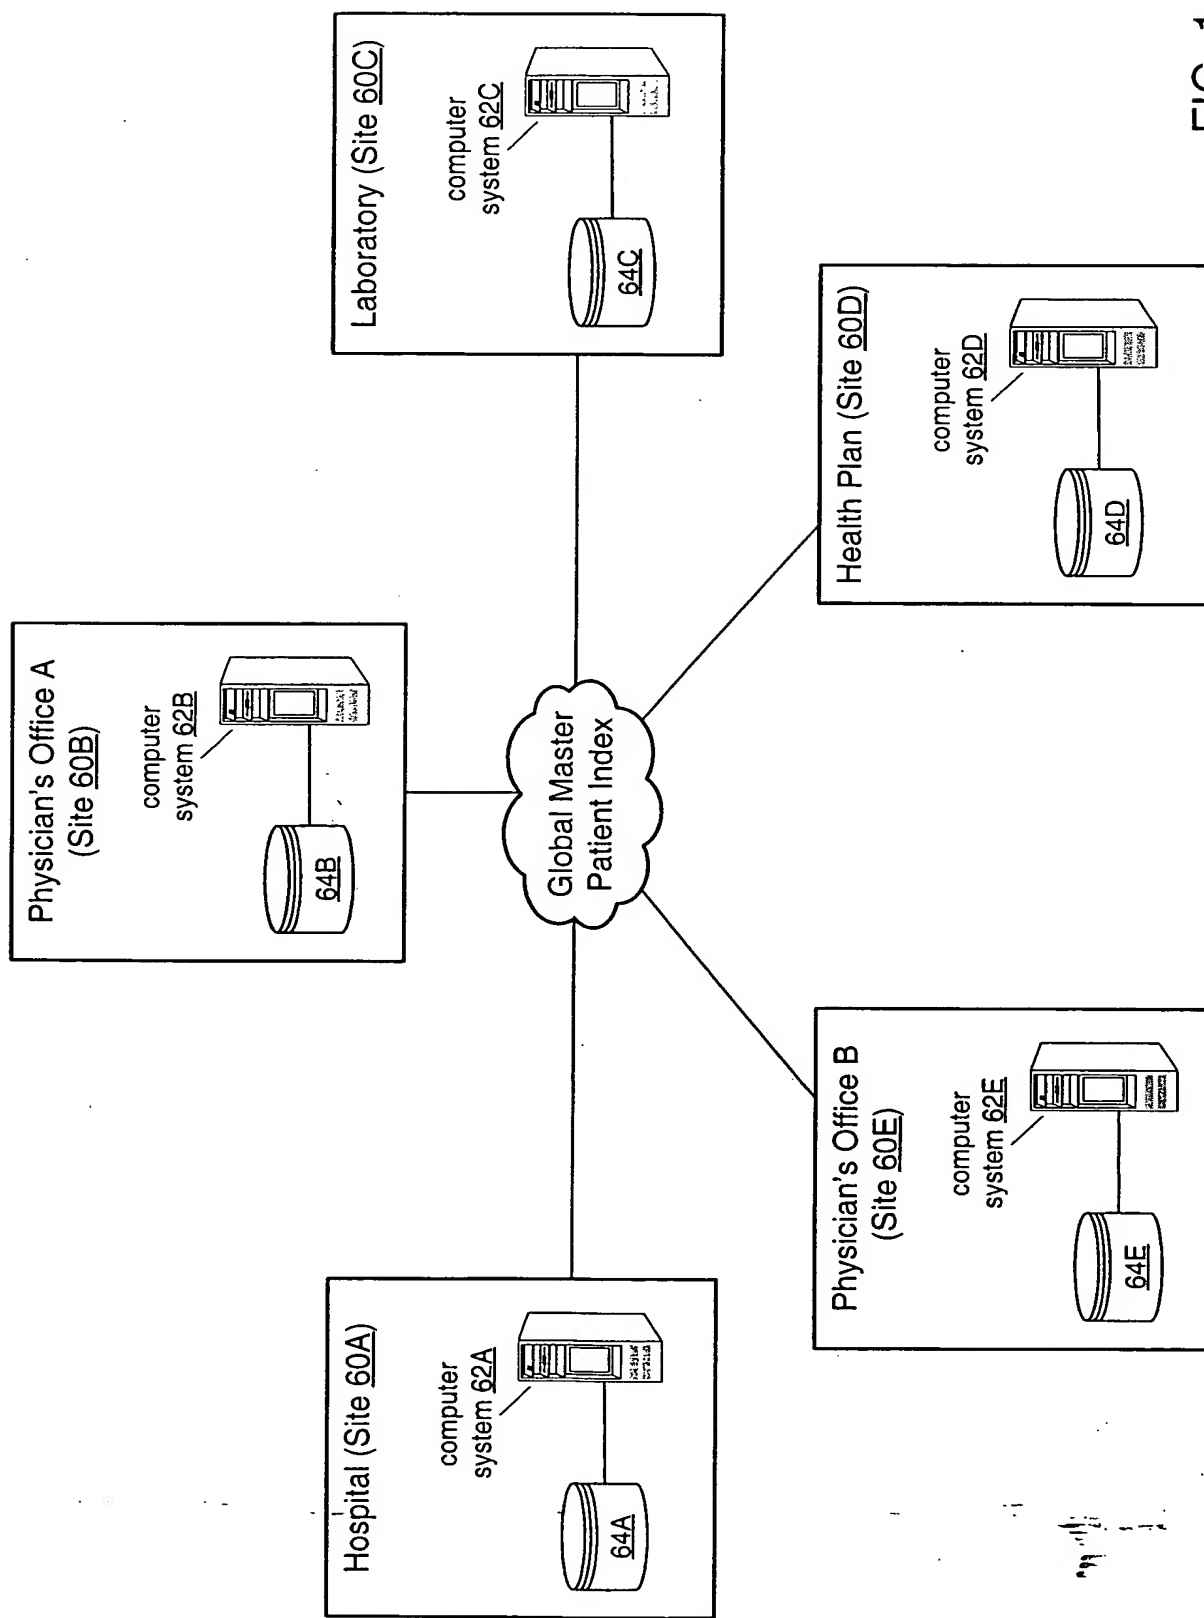 Physician's Office A
(Site 60B)
computer
system 62B
64B
Hospital (Site 60A)
computer
system 62A
64A
Global Master
Patient Index
Laboratory (Site 60C)
computer
system 62C
64C
Physician's Office B
(Site 60E)
computer
system 62E
64E
Health Plan (Site 60D)
computer
system 62D
64D
FIG. 1